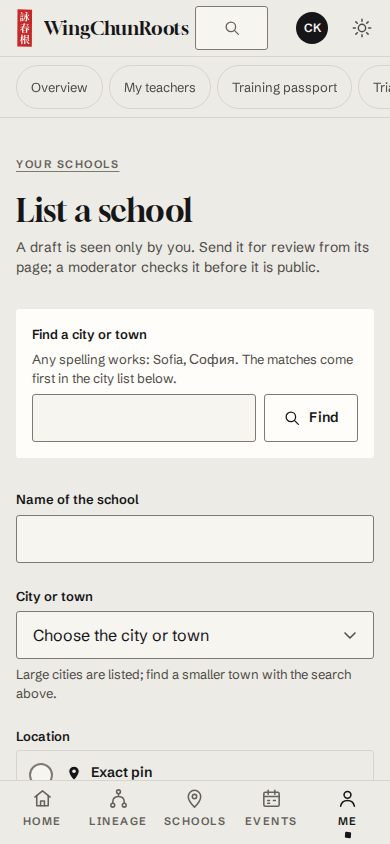 詠春根
WingChunRoots
CK
Overview
My teachers
Training passport
YOUR SCHOOLS
List a school
A draft is seen only by you. Send it for review from its
page; a moderator checks it before it is public.
Find a city or town
Any spelling works: Sofia, София. The matches come
first in the city list below.
Find
Name of the school
City or town
Choose the city or town
Large cities are listed; find a smaller town with the search
above.
Location
Exact pin
HOME
LINEAGE
SCHOOLS
EVENTS
ME